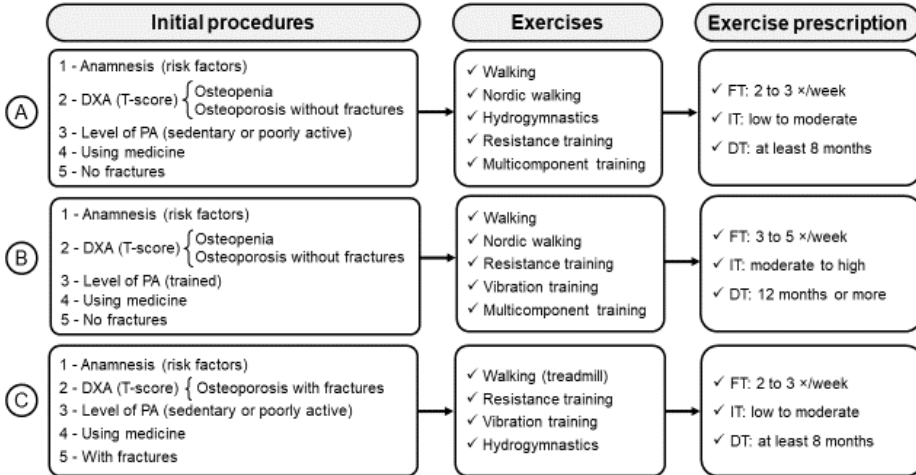 Initial procedures
Exercises
Exercise prescription
A
1 - Anamnesis (risk factors)
2 - DXA (T-score) { Osteopenia
Osteoporosis without fractures
3 - Level of PA (sedentary or poorly active)
4 - Using medicine
5 - No fractures
✓ Walking
✓ Nordic walking
✓ Hydrogymnastics
✓ Resistance training
✓ Multicomponent training
✓ FT: 2 to 3 ×/week
✓ IT: low to moderate
✓ DT: at least 8 months
B
1 - Anamnesis (risk factors)
2 - DXA (T-score) { Osteopenia
Osteoporosis without fractures
3 - Level of PA (trained)
4 - Using medicine
5 - No fractures
✓ Walking
✓ Nordic walking
✓ Resistance training
✓ Vibration training
✓ Multicomponent training
✓ FT: 3 to 5 ×/week
✓ IT: moderate to high
✓ DT: 12 months or more
C
1 - Anamnesis (risk factors)
2 - DXA (T-score) { Osteoporosis with fractures
3 - Level of PA (sedentary or poorly active)
4 - Using medicine
5 - With fractures
✓ Walking (treadmill)
✓ Resistance training
✓ Vibration training
✓ Hydrogymnastics
✓ FT: 2 to 3 ×/week
✓ IT: low to moderate
✓ DT: at least 8 months